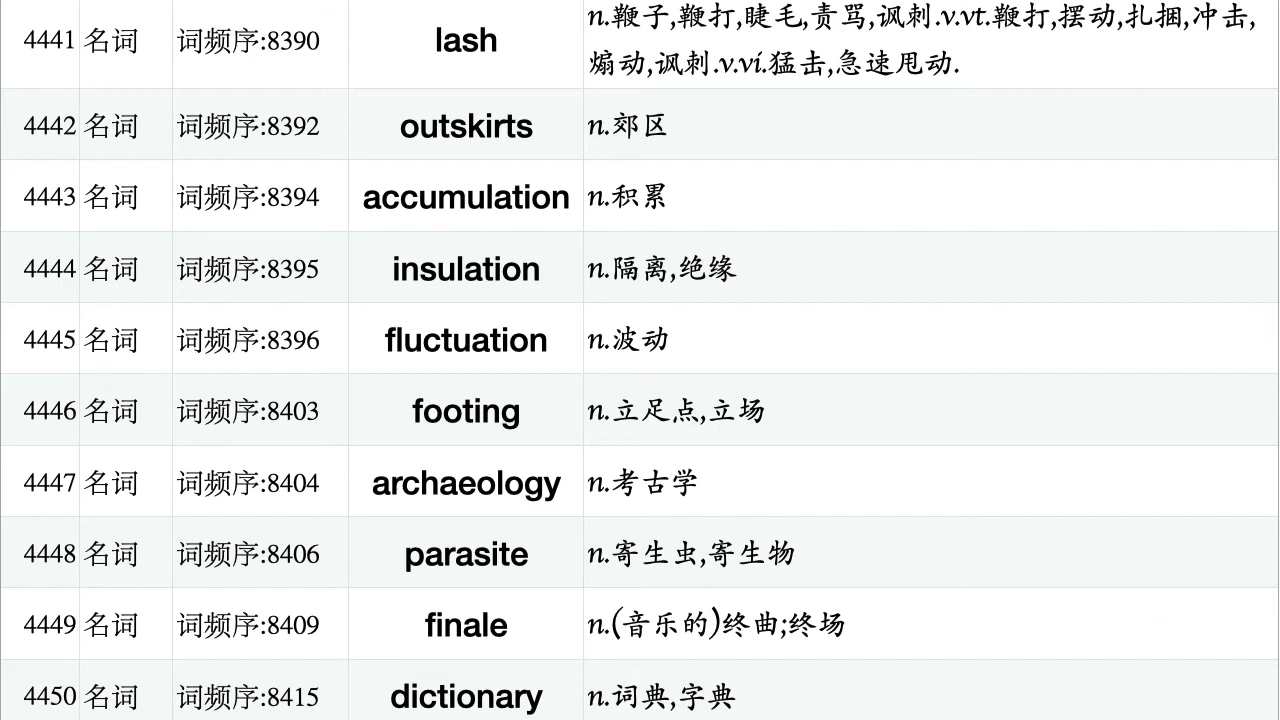 4441 名词 词频序:8390 lash n.鞭子,鞭打,睫毛,责骂,讽刺.v.vt.鞭打,摆动,扎捆,冲击,
煽动,讽刺.v.vi.猛击,急速甩动.
4442 名词 词频序:8392 outskirts n.郊区
4443 名词 词频序:8394 accumulation n.积累
4444 名词 词频序:8395 insulation n.隔离,绝缘
4445 名词 词频序:8396 fluctuation n.波动
4446 名词 词频序:8403 footing n.立足点,立场
4447 名词 词频序:8404 archaeology n.考古学
4448 名词 词频序:8406 parasite n.寄生虫,寄生物
4449 名词 词频序:8409 finale n.(音乐的)终曲;终场
4450 名词 词频序:8415 dictionary n.词典,字典